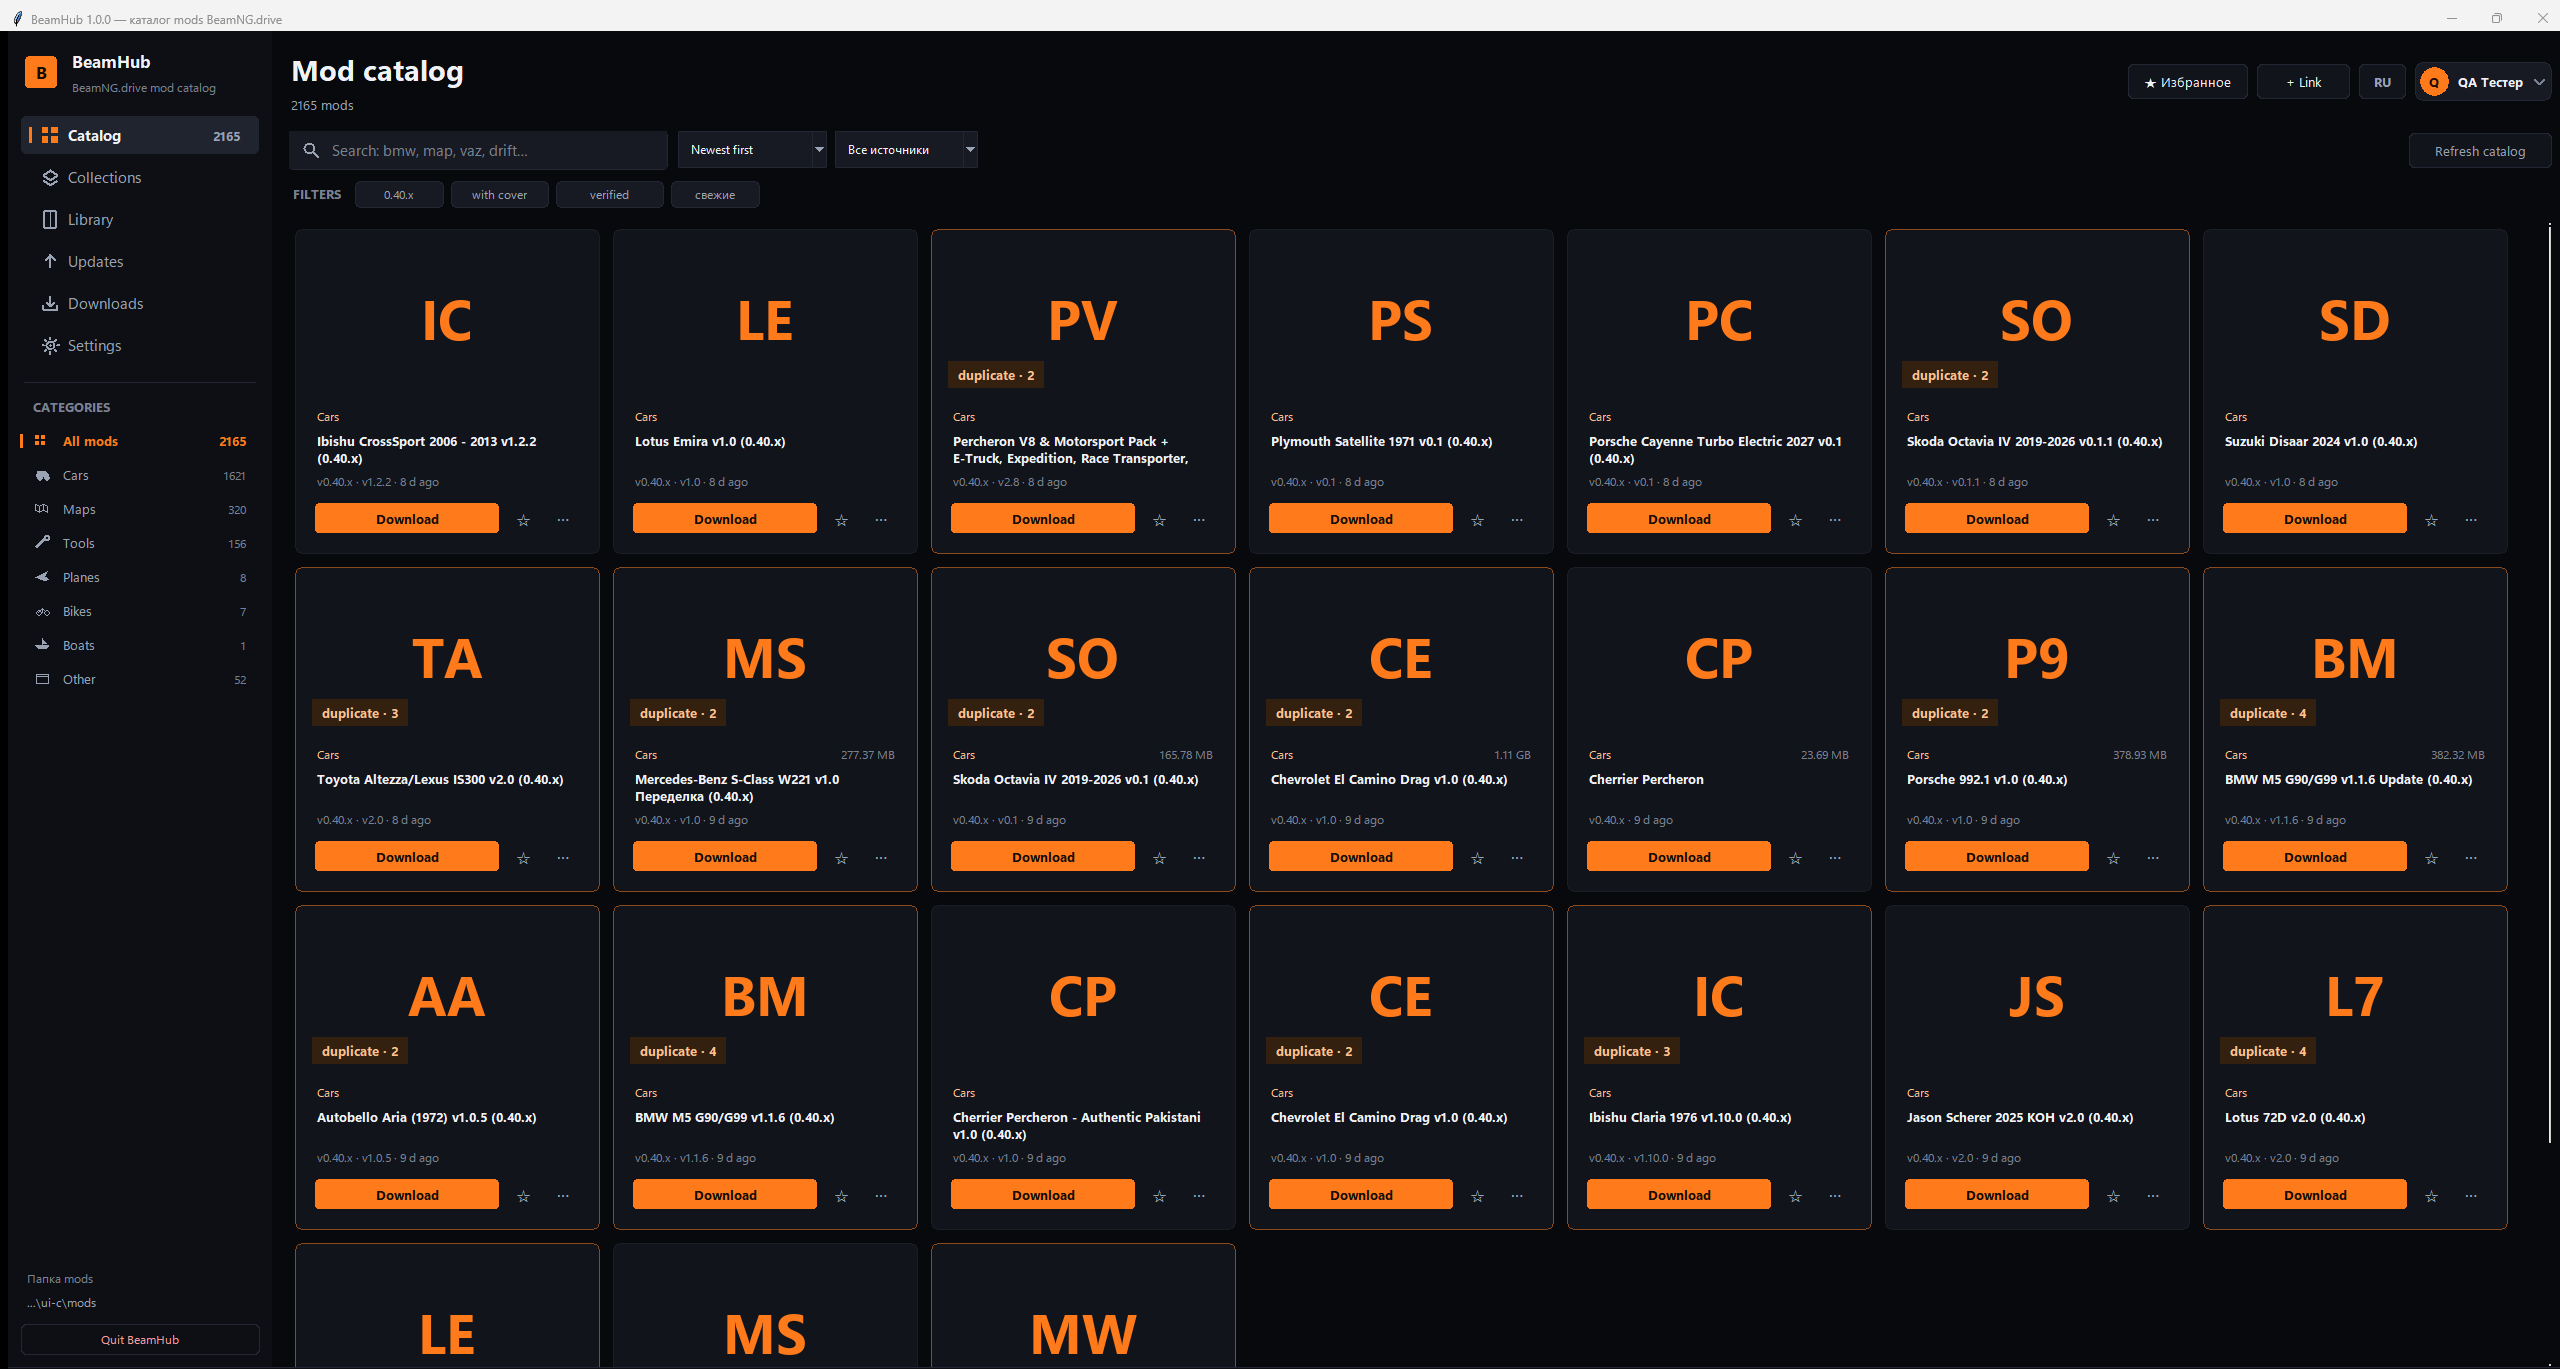 BeamHub 1.0.0 — каталог mods BeamNG.drive
B
BeamHub
BeamNG.drive mod catalog
Catalog 2165
Collections
Library
Updates
Downloads
Settings
CATEGORIES
All mods 2165
Cars 1621
Maps 320
Tools 156
Planes 8
Bikes 7
Boats 1
Other 52
Папка mods
...\ui-c\mods
Quit BeamHub
Mod catalog
2165 mods
★ Избранное
+ Link
RU
Q QA Тестер
Search: bmw, map, vaz, drift...
Newest first
Все источники
Refresh catalog
FILTERS 0.40.x with cover verified свежие
IC
Cars
Ibishu CrossSport 2006 - 2013 v1.2.2
(0.40.x)
v0.40.x · v1.2.2 · 8 d ago
Download
LE
Cars
Lotus Emira v1.0 (0.40.x)
v0.40.x · v1.0 · 8 d ago
Download
PV
duplicate · 2
Cars
Percheron V8 & Motorsport Pack +
E-Truck, Expedition, Race Transporter,
v0.40.x · v2.8 · 8 d ago
Download
PS
Cars
Plymouth Satellite 1971 v0.1 (0.40.x)
v0.40.x · v0.1 · 8 d ago
Download
PC
Cars
Porsche Cayenne Turbo Electric 2027 v0.1
(0.40.x)
v0.40.x · v0.1 · 8 d ago
Download
SO
duplicate · 2
Cars
Skoda Octavia IV 2019-2026 v0.1.1 (0.40.x)
v0.40.x · v0.1.1 · 8 d ago
Download
SD
Cars
Suzuki Disaar 2024 v1.0 (0.40.x)
v0.40.x · v1.0 · 8 d ago
Download
TA
duplicate · 3
Cars
Toyota Altezza/Lexus IS300 v2.0 (0.40.x)
v0.40.x · v2.0 · 8 d ago
Download
MS
duplicate · 2
Cars 277.37 MB
Mercedes-Benz S-Class W221 v1.0
Переделка (0.40.x)
v0.40.x · v1.0 · 9 d ago
Download
SO
duplicate · 2
Cars 165.78 MB
Skoda Octavia IV 2019-2026 v0.1 (0.40.x)
v0.40.x · v0.1 · 9 d ago
Download
CE
duplicate · 2
Cars 1.11 GB
Chevrolet El Camino Drag v1.0 (0.40.x)
v0.40.x · v1.0 · 9 d ago
Download
CP
Cars 23.69 MB
Cherrier Percheron
v0.40.x · 9 d ago
Download
P9
duplicate · 2
Cars 378.93 MB
Porsche 992.1 v1.0 (0.40.x)
v0.40.x · v1.0 · 9 d ago
Download
BM
duplicate · 4
Cars 382.32 MB
BMW M5 G90/G99 v1.1.6 Update (0.40.x)
v0.40.x · v1.1.6 · 9 d ago
Download
AA
duplicate · 2
Cars
Autobello Aria (1972) v1.0.5 (0.40.x)
v0.40.x · v1.0.5 · 9 d ago
Download
BM
duplicate · 4
Cars
BMW M5 G90/G99 v1.1.6 (0.40.x)
v0.40.x · v1.1.6 · 9 d ago
Download
CP
Cars
Cherrier Percheron - Authentic Pakistani
v1.0 (0.40.x)
v0.40.x · v1.0 · 9 d ago
Download
CE
duplicate · 2
Cars
Chevrolet El Camino Drag v1.0 (0.40.x)
v0.40.x · v1.0 · 9 d ago
Download
IC
duplicate · 3
Cars
Ibishu Claria 1976 v1.10.0 (0.40.x)
v0.40.x · v1.10.0 · 9 d ago
Download
JS
Cars
Jason Scherer 2025 KOH v2.0 (0.40.x)
v0.40.x · v2.0 · 9 d ago
Download
L7
duplicate · 4
Cars
Lotus 72D v2.0 (0.40.x)
v0.40.x · v2.0 · 9 d ago
Download
LE
MS
MW